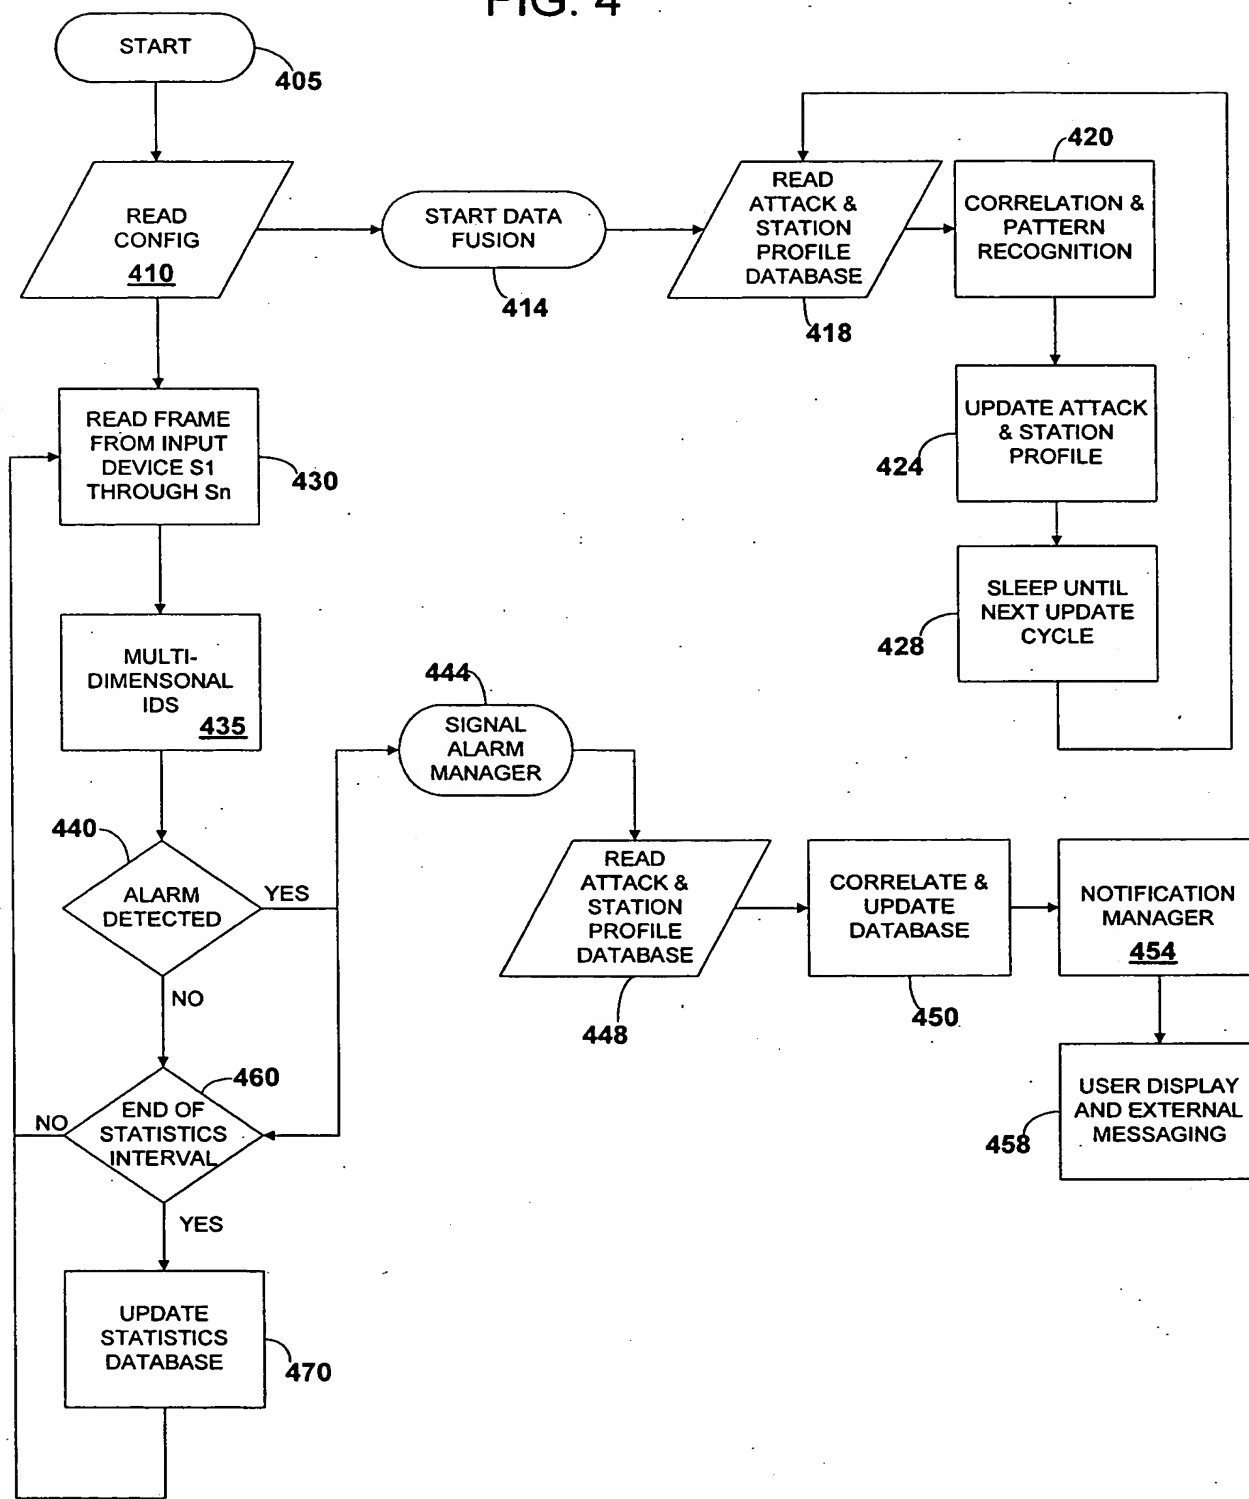 FIG. 4
START
405
READ
CONFIG
410
START DATA
FUSION
414
READ
ATTACK &
STATION
PROFILE
DATABASE
418
420
CORRELATION &
PATTERN
RECOGNITION
UPDATE ATTACK
& STATION
PROFILE
424
SLEEP UNTIL
NEXT UPDATE
CYCLE
428
READ FRAME
FROM INPUT
DEVICE S1
THROUGH Sn
430
MULTI-
DIMENSONAL
IDS
435
440
ALARM
DETECTED
YES
NO
444
SIGNAL
ALARM
MANAGER
READ
ATTACK &
STATION
PROFILE
DATABASE
448
CORRELATE &
UPDATE
DATABASE
450
NOTIFICATION
MANAGER
454
USER DISPLAY
AND EXTERNAL
MESSAGING
458
460
END OF
STATISTICS
INTERVAL
NO
YES
UPDATE
STATISTICS
DATABASE
470